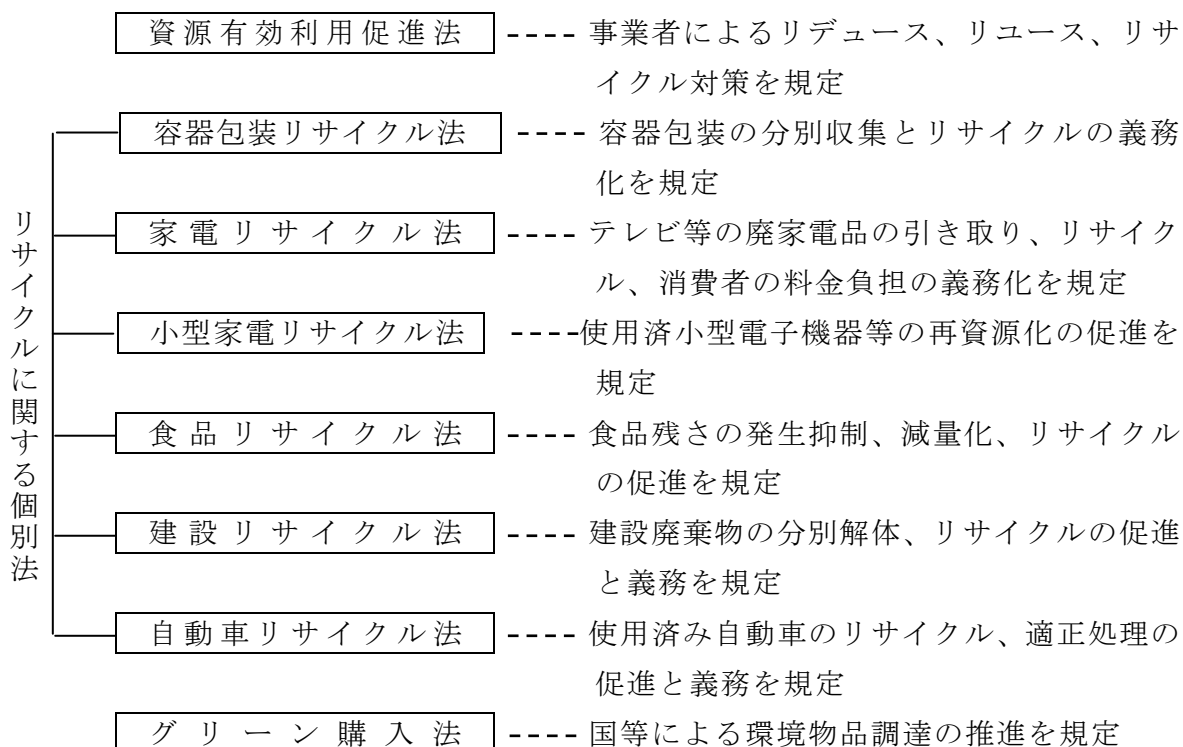 資源有効利用促進法 ---- 事業者によるリデュース、リユース、リサ
イクル対策を規定
容器包装リサイクル法 ---- 容器包装の分別収集とリサイクルの義務
化を規定
リサイクルに関する個別法
家電リサイクル法 ---- テレビ等の廃家電品の引き取り、リサイク
ル、消費者の料金負担の義務化を規定
小型家電リサイクル法 ----使用済小型電子機器等の再資源化の促進を
規定
食品リサイクル法 ---- 食品残さの発生抑制、減量化、リサイクル
の促進を規定
建設リサイクル法 ---- 建設廃棄物の分別解体、リサイクルの促進
と義務を規定
自動車リサイクル法 ---- 使用済み自動車のリサイクル、適正処理の
促進と義務を規定
グリーン購入法 ---- 国等による環境物品調達の推進を規定